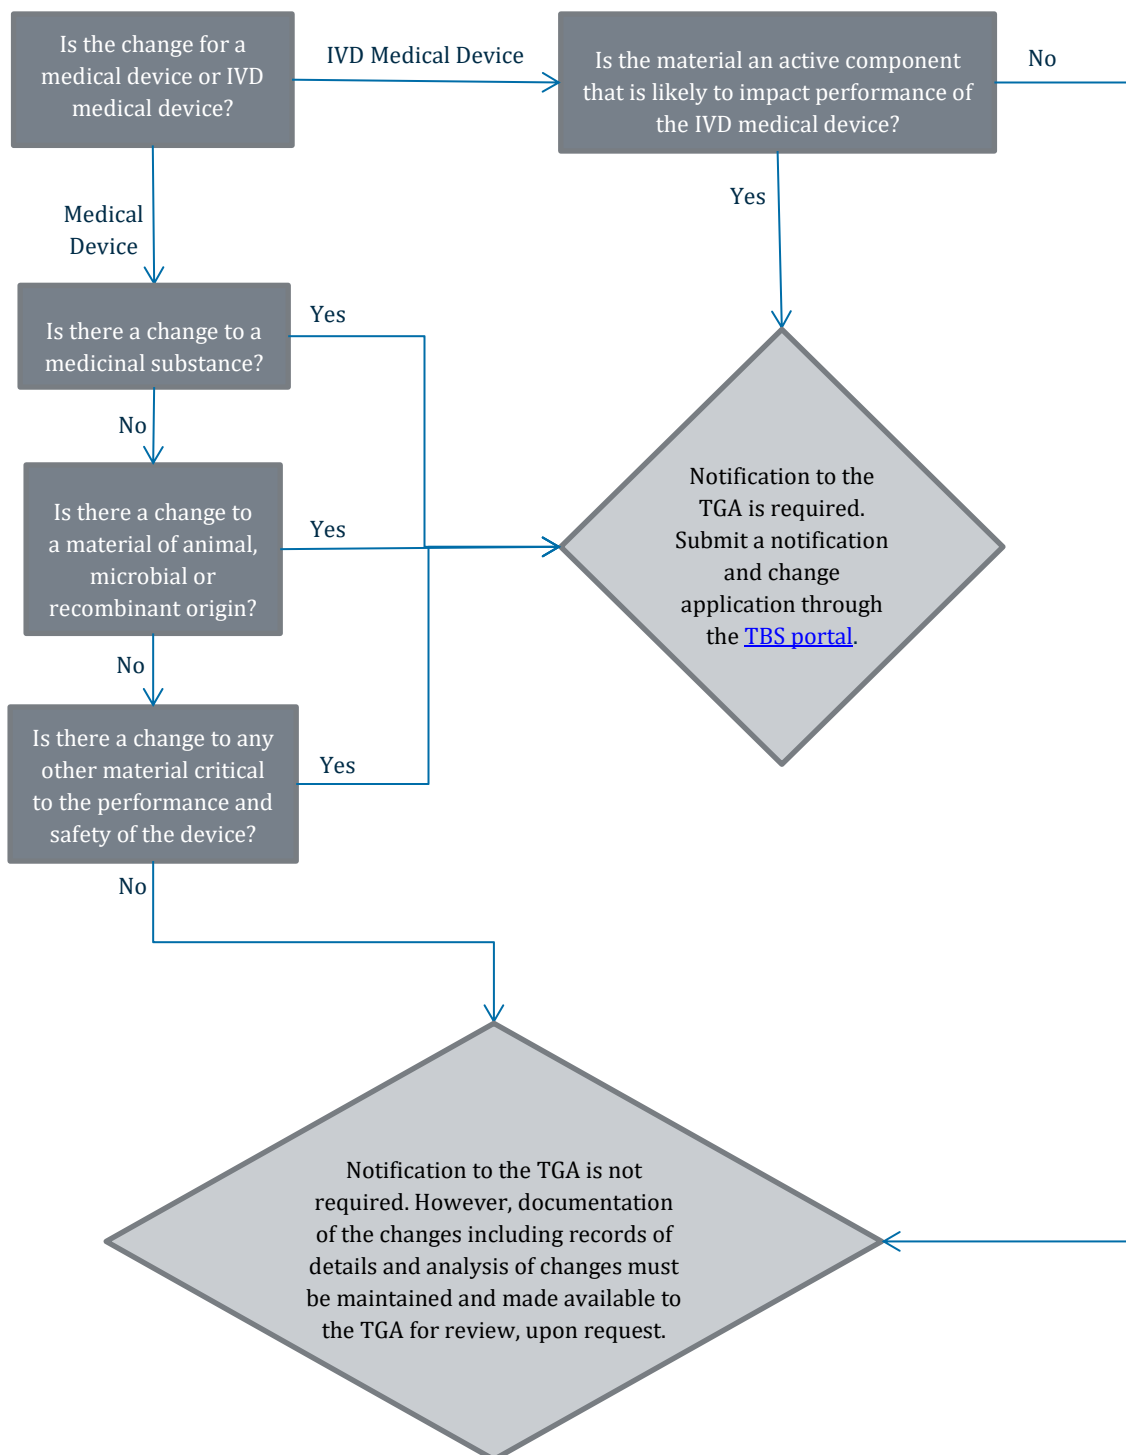 Is the change for a
medical device or IVD
medical device?
IVD Medical Device
Is the material an active component
that is likely to impact performance of
the IVD medical device?
No
Medical
Device
Yes
Is there a change to a
medicinal substance?
Yes
No
Is there a change to
a material of animal,
microbial or
recombinant origin?
Yes
No
Notification to the
TGA is required.
Submit a notification
and change
application through
the TBS portal.
Is there a change to any
other material critical
to the performance and
safety of the device?
Yes
No
Notification to the TGA is not
required. However, documentation
of the changes including records of
details and analysis of changes must
be maintained and made available to
the TGA for review, upon request.